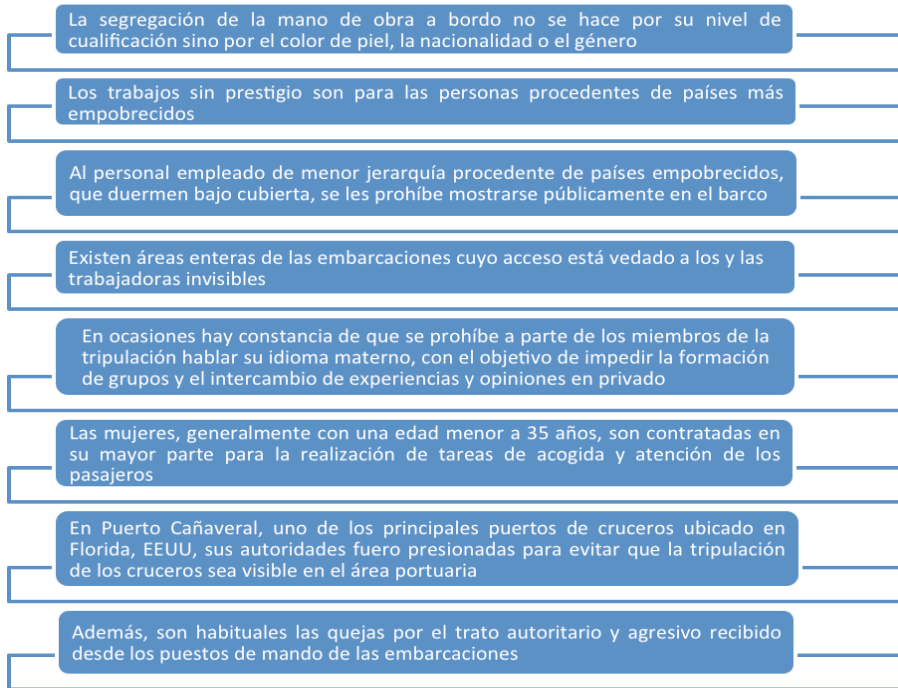 La segregación de la mano de obra a bordo no se hace por su nivel de
cualificación sino por el color de piel, la nacionalidad o el género
Los trabajos sin prestigio son para las personas procedentes de países más
empobrecidos
Al personal empleado de menor jerarquía procedente de países empobrecidos,
que duermen bajo cubierta, se les prohíbe mostrarse públicamente en el barco
Existen áreas enteras de las embarcaciones cuyo acceso está vedado a los y las
trabajadoras invisibles
En ocasiones hay constancia de que se prohíbe a parte de los miembros de la
tripulación hablar su idioma materno, con el objetivo de impedir la formación
de grupos y el intercambio de experiencias y opiniones en privado
Las mujeres, generalmente con una edad menor a 35 años, son contratadas en
su mayor parte para la realización de tareas de acogida y atención de los
pasajeros
En Puerto Cañaveral, uno de los principales puertos de cruceros ubicado en
Florida, EEUU, sus autoridades fuero presionadas para evitar que la tripulación
de los cruceros sea visible en el área portuaria
Además, son habituales las quejas por el trato autoritario y agresivo recibido
desde los puestos de mando de las embarcaciones